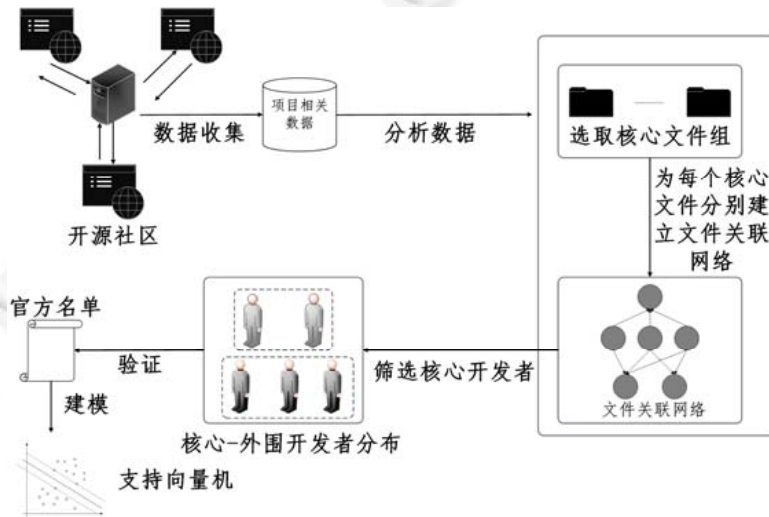 开源社区
数据收集
项目相关
数据
分析数据
选取核心文件组
为每个核心
文件分别建
立文件关联
网络
文件关联网络
筛选核心开发者
核心-外围开发者分布
验证
官方名单
建模
支持向量机